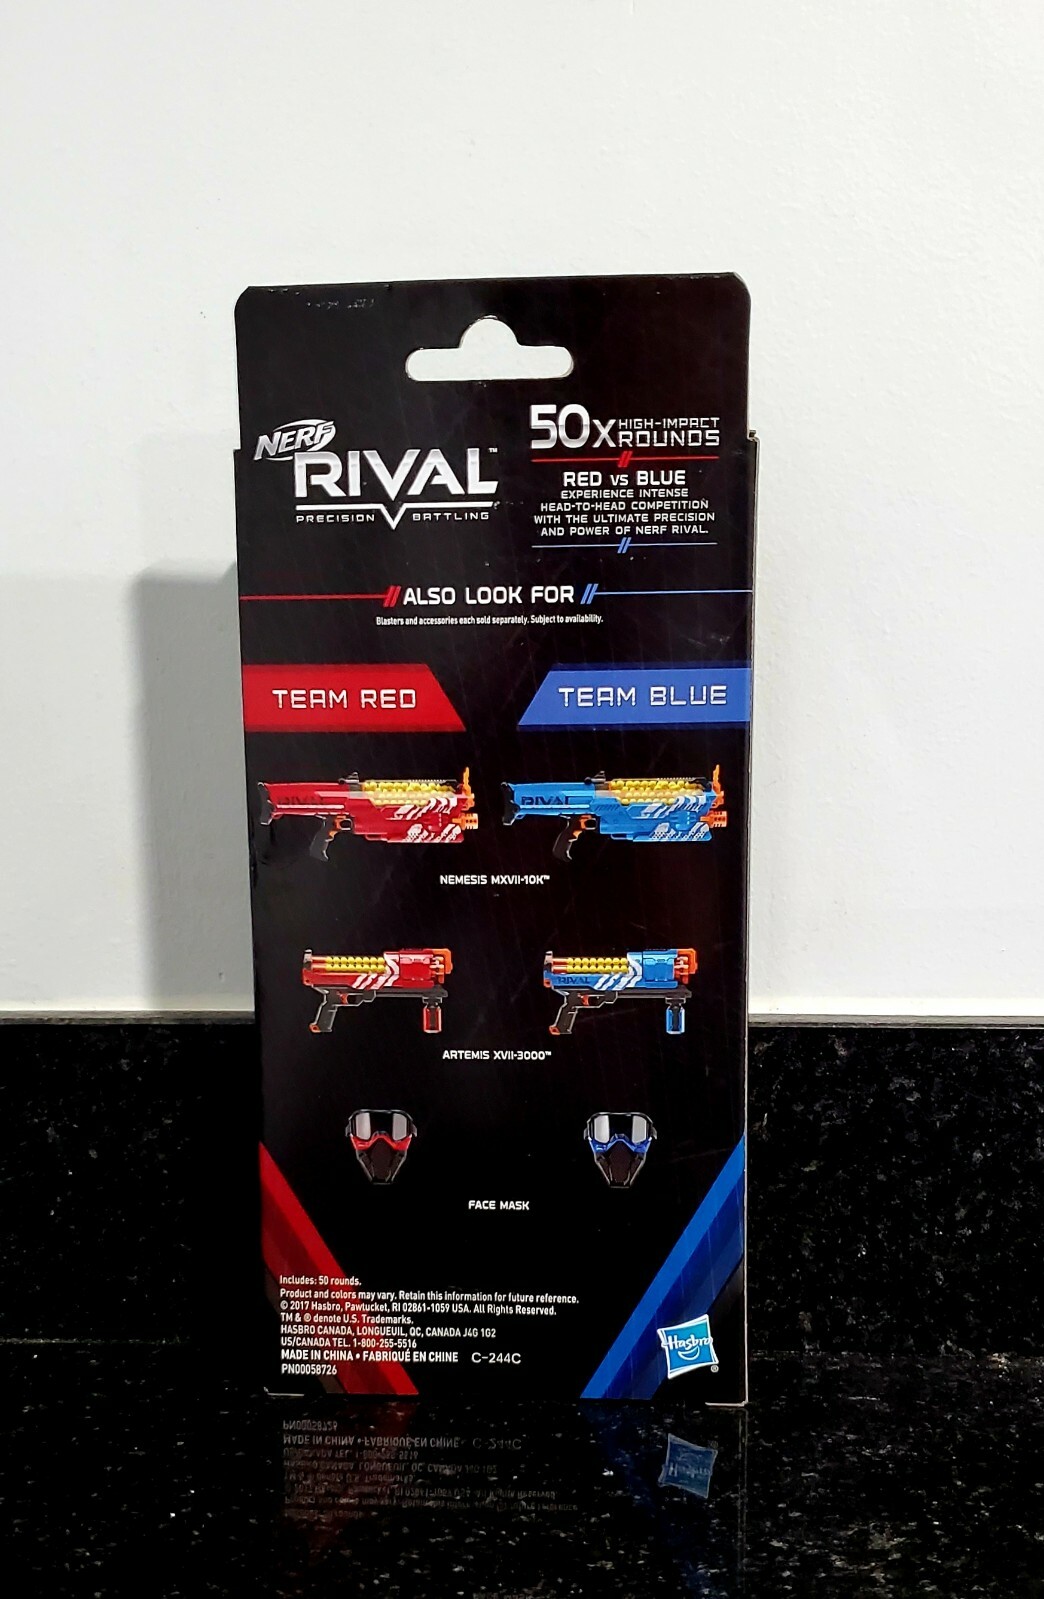 NERF
RIVAL™
PRECISION BATTLING
50x HIGH-IMPACT
ROUNDS
RED VS BLUE
EXPERIENCE INTENSE
HEAD-TO-HEAD COMPETITION
WITH THE ULTIMATE PRECISION
AND POWER OF NERF RIVAL.
// ALSO LOOK FOR //
Blasters and accessories each sold separately. Subject to availability.
TEAM RED
TEAM BLUE
RIVAL
RIVAL
NEMESIS MXVII-10K™
RIVAL
ARTEMIS XVII-3000™
FACE MASK
Includes: 50 rounds.
Product and colors may vary. Retain this information for future reference.
© 2017 Hasbro, Pawtucket, RI 02861-1059 USA. All Rights Reserved.
TM & ® denote U.S. Trademarks.
HASBRO CANADA, LONGUEUIL, QC, CANADA J4G 1G2
US/CANADA TEL. 1-800-255-5516
MADE IN CHINA • FABRIQUÉ EN CHINE C-244C
PN00058726
Hasbro®